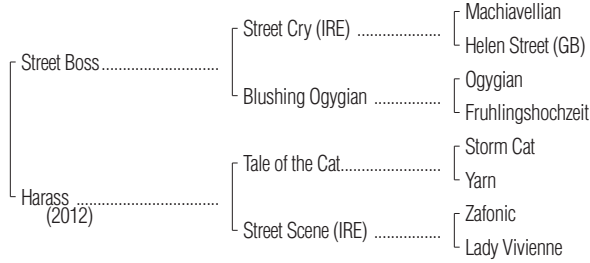 Machiavellian
Street Cry (IRE) ..................
Helen Street (GB)
Street Boss.........................
Ogygian
Blushing Ogygian ..............
Fruhlingshochzeit
Storm Cat
Tale of the Cat.....................
Yarn
Harass ..............................
(2012)
Zafonic
Street Scene (IRE) ..............
Lady Vivienne